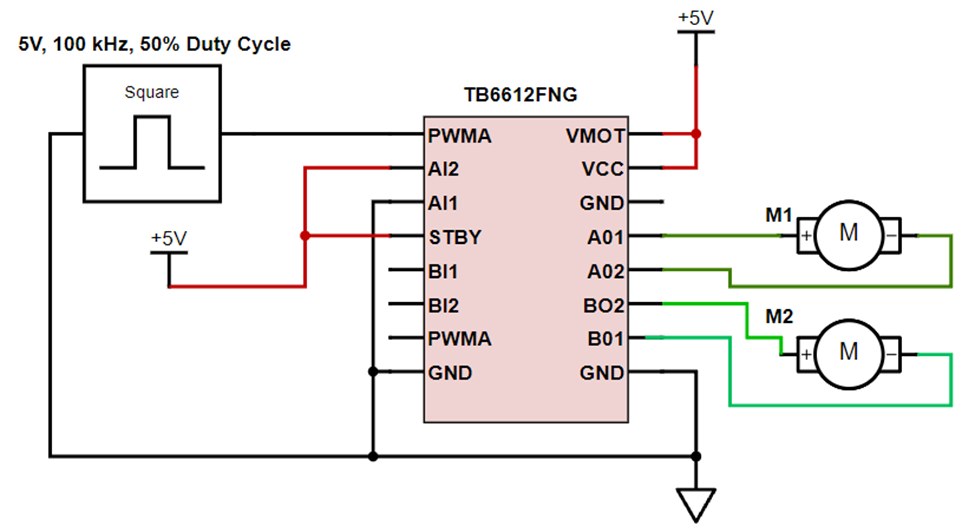 +5V
5V, 100 kHz, 50% Duty Cycle
Square
TB6612FNG
PWMA
VMOT
AI2
VCC
AI1
GND
STBY
A01
BI1
A02
BI2
BO2
PWMA
B01
GND
GND
+5V
M1
+
M
−
M2
+
M
−